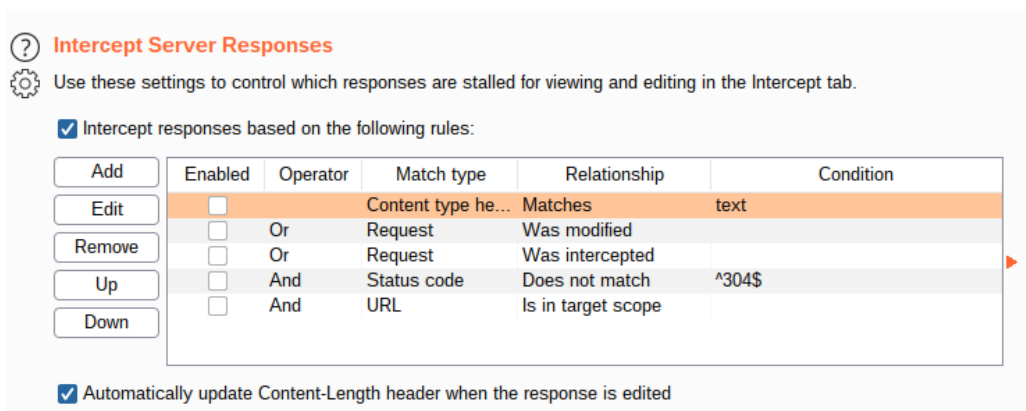 Intercept Server Responses
Use these settings to control which responses are stalled for viewing and editing in the Intercept tab.
Intercept responses based on the following rules:
Add
Edit
Remove
Up
Down
Enabled Operator Match type Relationship Condition
Content type he... Matches text
Or Request Was modified
Or Request Was intercepted
And Status code Does not match ^304$
And URL Is in target scope
Automatically update Content-Length header when the response is edited